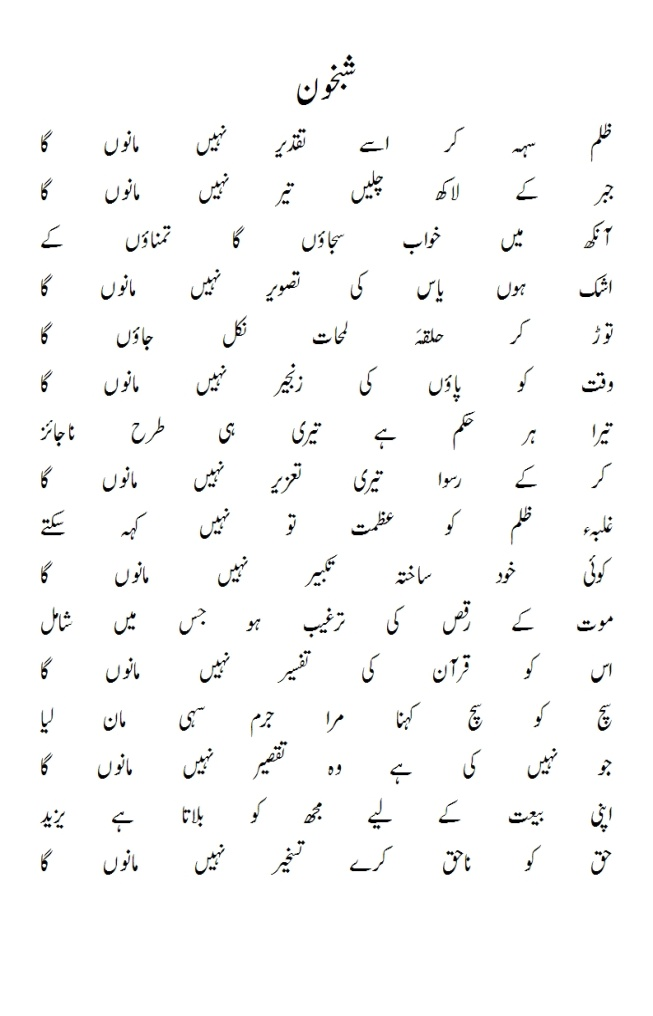 شبخون
ظلم سہہ کر اسے تقدیر نہیں مانوں گا
جبر کے لاکھ چلیں تیر نہیں مانوں گا
آنکھ میں خواب سجاؤں گا تمناؤں کے
اشک ہوں یاس کی تصویر نہیں مانوں گا
توڑ کر حلقۂ لمحات نکل جاؤں گا
وقت کو پاؤں کی زنجیر نہیں مانوں گا
تیرا ہر حکم ہے تیری ہی طرح ناجائز
کر کے رسوا تیری تعزیر نہیں مانوں گا
غلبہء ظلم کو عظمت تو نہیں کہہ سکتے
کوئی خود ساختہ تکبیر نہیں مانوں گا
موت کے رقص کی ترغیب ہو جس میں شامل
اس کو قرآن کی تفسیر نہیں مانوں گا
سچ کو سچ کہنا مرا جرم سہی مان لیا
جو نہیں کی ہے وہ تقصیر نہیں مانوں گا
اپنی بیعت کے لیے مجھ کو بلاتا ہے یزید
حق کو ناحق کرے تسخیر نہیں مانوں گا